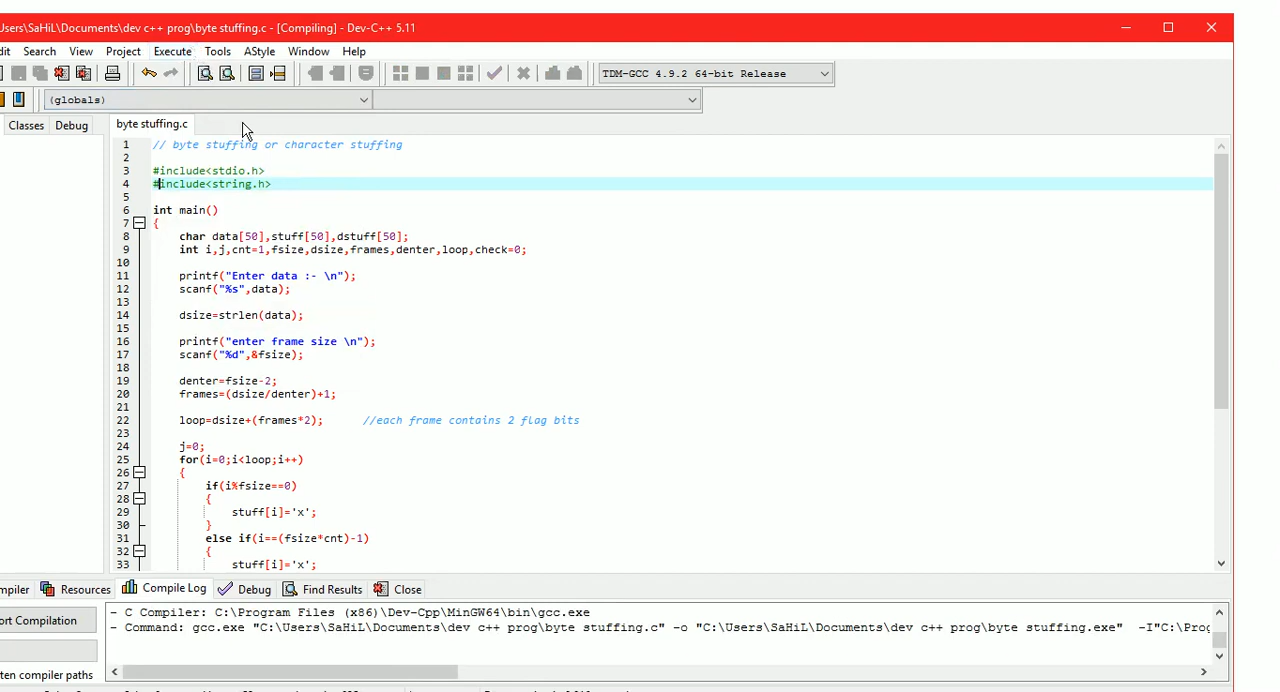 Users\SaHiL\Documents\dev c++ prog\byte stuffing.c - [Compiling] - Dev-C++ 5.11
dit Search View Project Execute Tools AStyle Window Help
TDM-GCC 4.9.2 64-bit Release
(globals)
Classes Debug byte stuffing.c
1 // byte stuffing or character stuffing
2
3 #include<stdio.h>
4 #include<string.h>
5
6 int main()
7 {
8 char data[50],stuff[50],dstuff[50];
9 int i,j,cnt=1,fsize,dsize,frames,denter,loop,check=0;
10
11 printf("Enter data :- \n");
12 scanf("%s",data);
13
14 dsize=strlen(data);
15
16 printf("enter frame size \n");
17 scanf("%d",&fsize);
18
19 denter=fsize-2;
20 frames=(dsize/denter)+1;
21
22 loop=dsize+(frames*2); //each frame contains 2 flag bits
23
24 j=0;
25 for(i=0;i<loop;i++)
26 {
27 if(i%fsize==0)
28 {
29 stuff[i]='x';
30 }
31 else if(i==(fsize*cnt)-1)
32 {
33 stuff[i]='x';
mpiler Resources Compile Log Debug Find Results Close
- C Compiler: C:\Program Files (x86)\Dev-Cpp\MinGW64\bin\gcc.exe
ort Compilation
- Command: gcc.exe "C:\Users\SaHiL\Documents\dev c++ prog\byte stuffing.c" -o "C:\Users\SaHiL\Documents\dev c++ prog\byte stuffing.exe" -I"C:\Prog
ten compiler paths